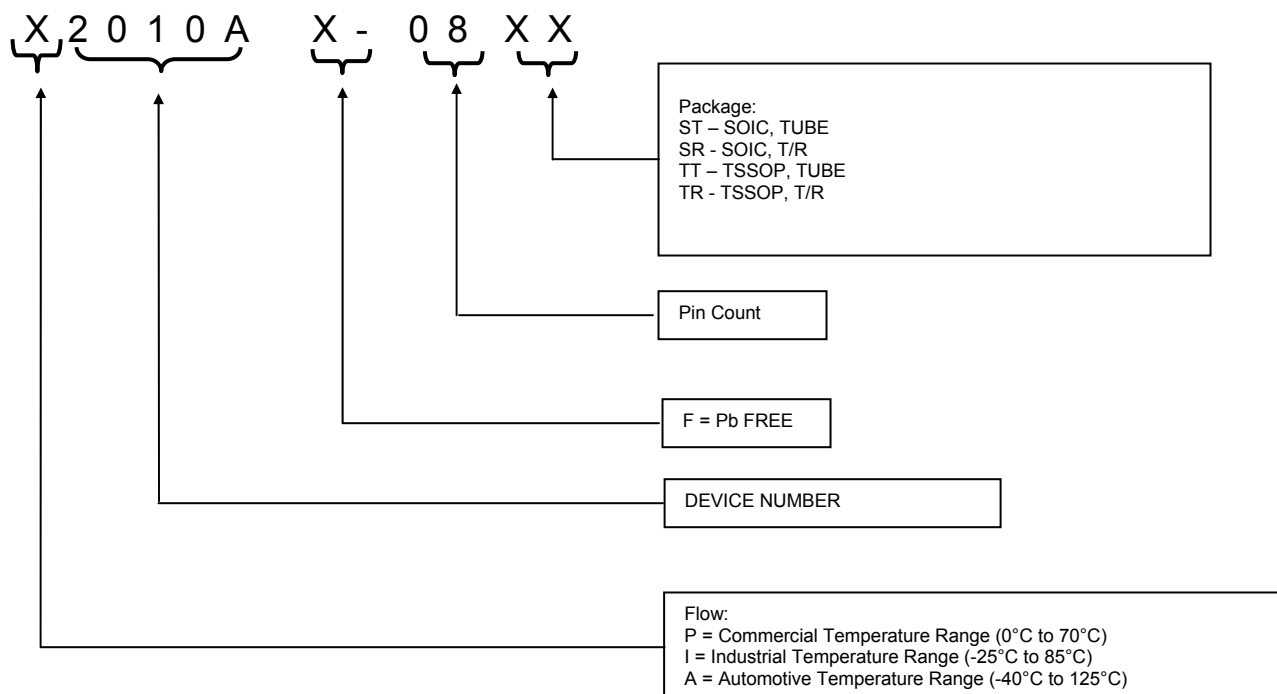 X 2 0 1 0 A X - 0 8 X X
Package:
ST – SOIC, TUBE
SR - SOIC, T/R
TT – TSSOP, TUBE
TR - TSSOP, T/R
Pin Count
F = Pb FREE
DEVICE NUMBER
Flow:
P = Commercial Temperature Range (0°C to 70°C)
I = Industrial Temperature Range (-25°C to 85°C)
A = Automotive Temperature Range (-40°C to 125°C)